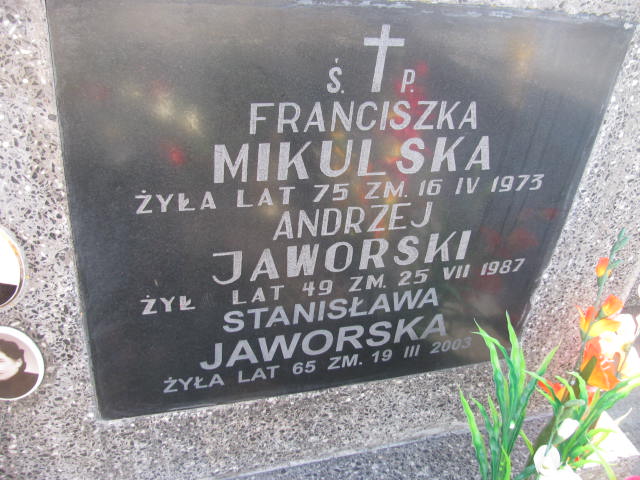 Ś. P.
FRANCISZKA
MIKULSKA
ŻYŁA LAT 75 ZM. 16 IV 1973
ANDRZEJ
JAWORSKI
ŻYŁ LAT 49 ZM. 25 VII 1987
STANISŁAWA
JAWORSKA
ŻYŁA LAT 65 ZM. 19 III 2003